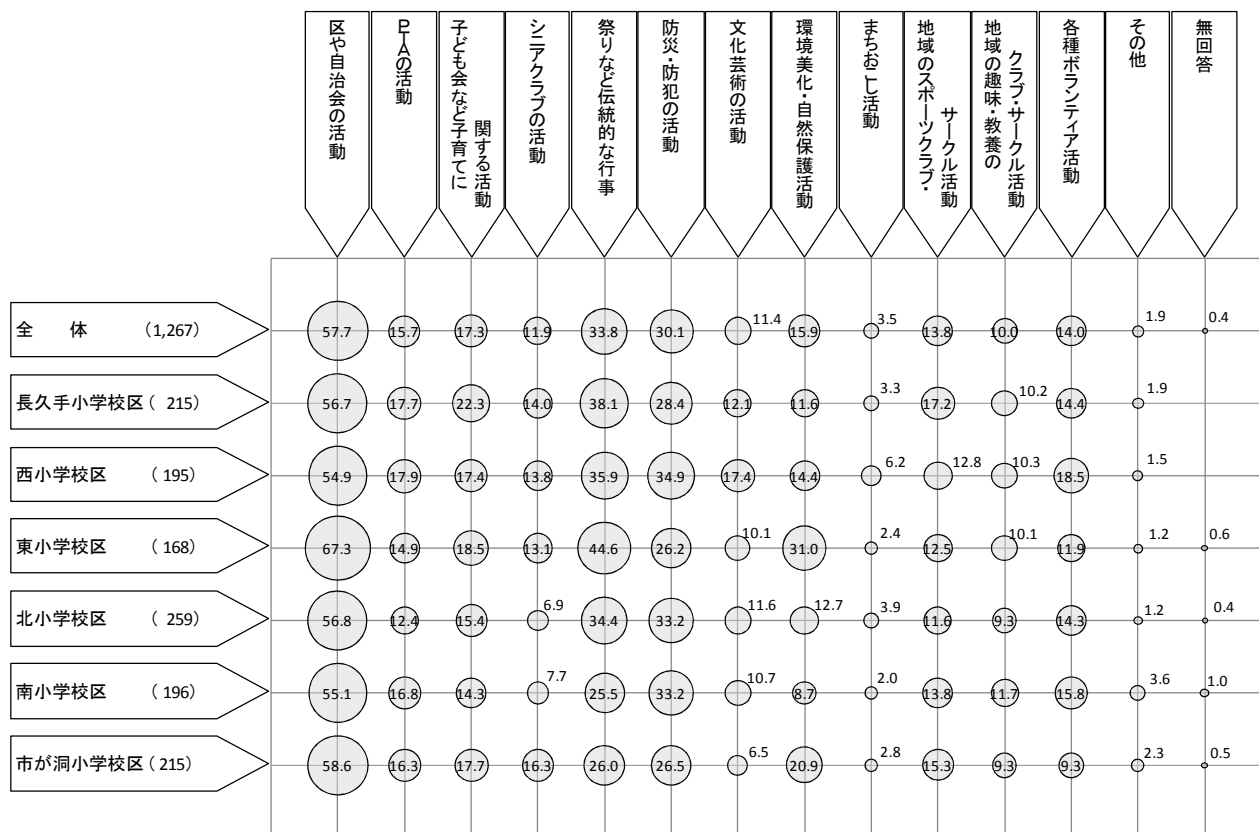 区や自治会の活動
PTAの活動
子ども会など子育てに
関する活動
シニアクラブの活動
祭りなど伝統的な行事
防災・防犯の活動
文化芸術の活動
環境美化・自然保護活動
まちおこし活動
地域のスポーツクラブ・
サークル活動
地域の趣味・教養の
クラブ・サークル活動
各種ボランティア活動
その他
無回答
全　体　（1,267） 57.7 15.7 17.3 11.9 33.8 30.1 11.4 15.9 3.5 13.8 10.0 14.0 1.9 0.4
長久手小学校区（ 215） 56.7 17.7 22.3 14.0 38.1 28.4 12.1 11.6 3.3 17.2 10.2 14.4 1.9
西小学校区　（ 195） 54.9 17.9 17.4 13.8 35.9 34.9 17.4 14.4 6.2 12.8 10.3 18.5 1.5
東小学校区　（ 168） 67.3 14.9 18.5 13.1 44.6 26.2 10.1 31.0 2.4 12.5 10.1 11.9 1.2 0.6
北小学校区　（ 259） 56.8 12.4 15.4 6.9 34.4 33.2 11.6 12.7 3.9 11.6 9.3 14.3 1.2 0.4
南小学校区　（ 196） 55.1 16.8 14.3 7.7 25.5 33.2 10.7 8.7 2.0 13.8 11.7 15.8 3.6 1.0
市が洞小学校区（ 215） 58.6 16.3 17.7 16.3 26.0 26.5 6.5 20.9 2.8 15.3 9.3 9.3 2.3 0.5